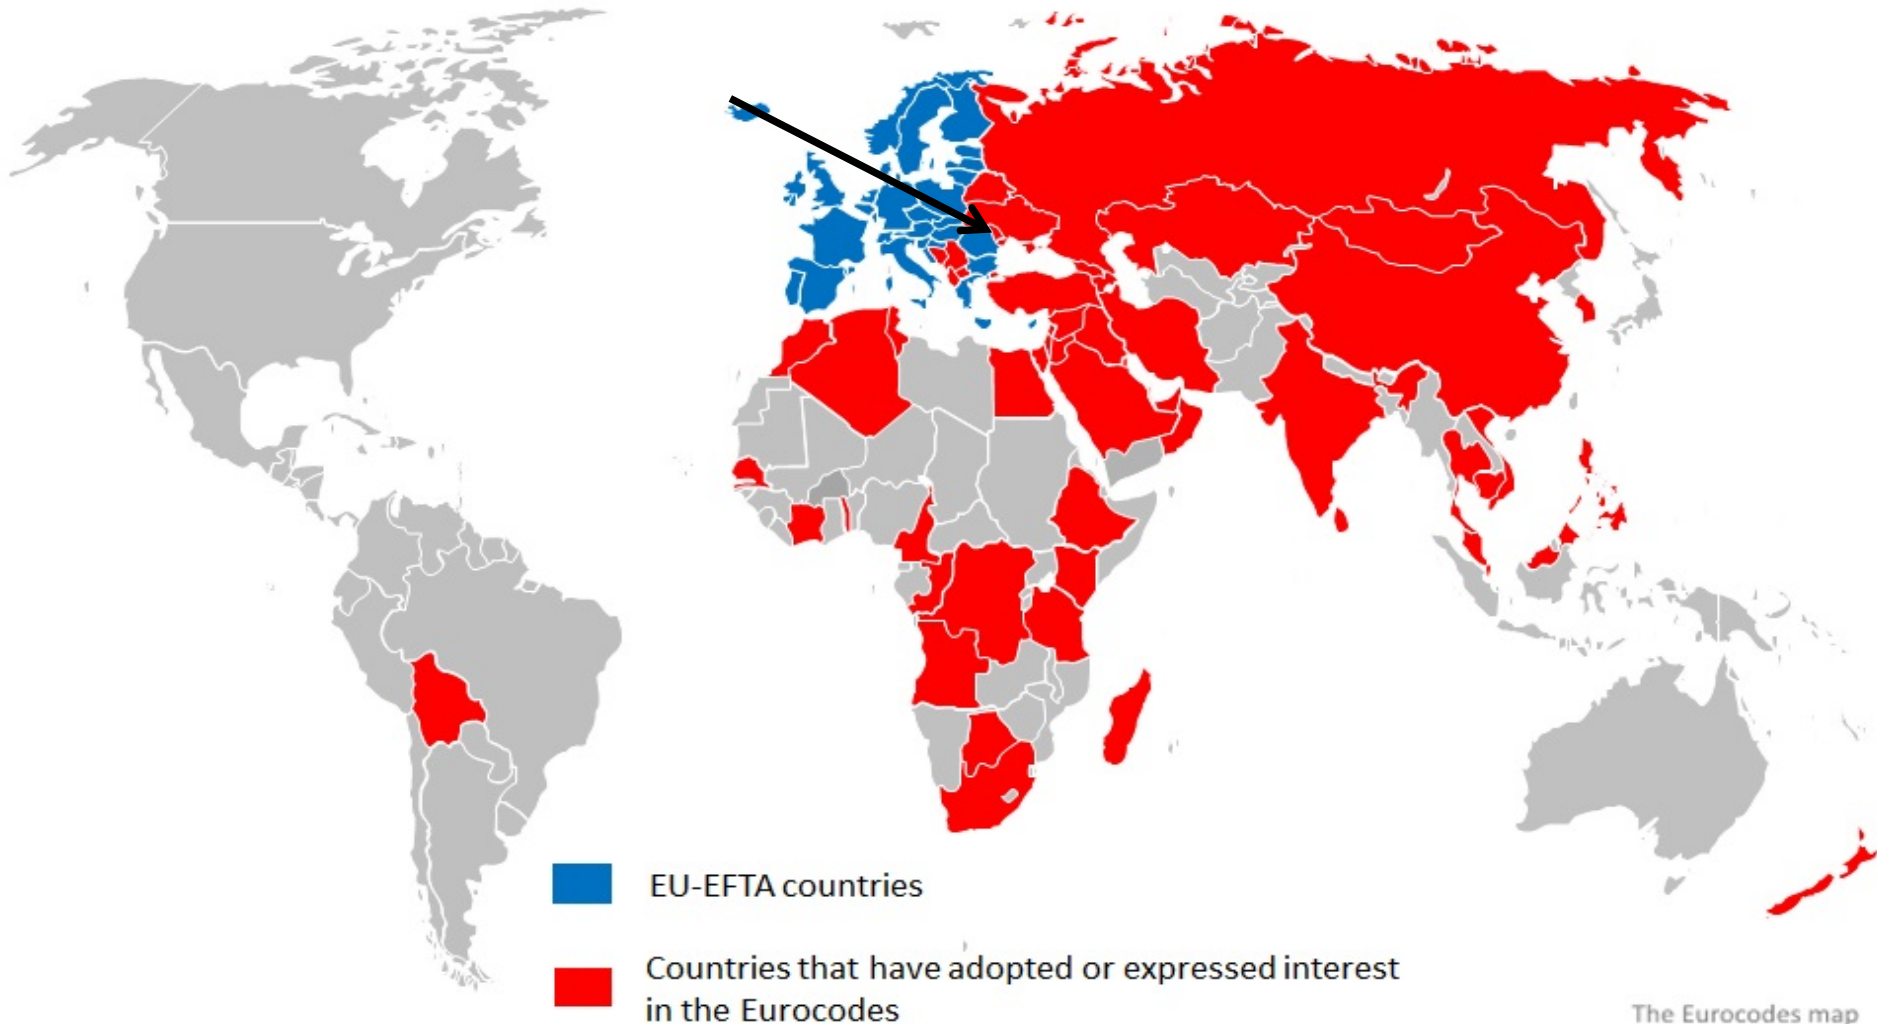 EU-EFTA countries
Countries that have adopted or expressed interest
in the Eurocodes
The Eurocodes map